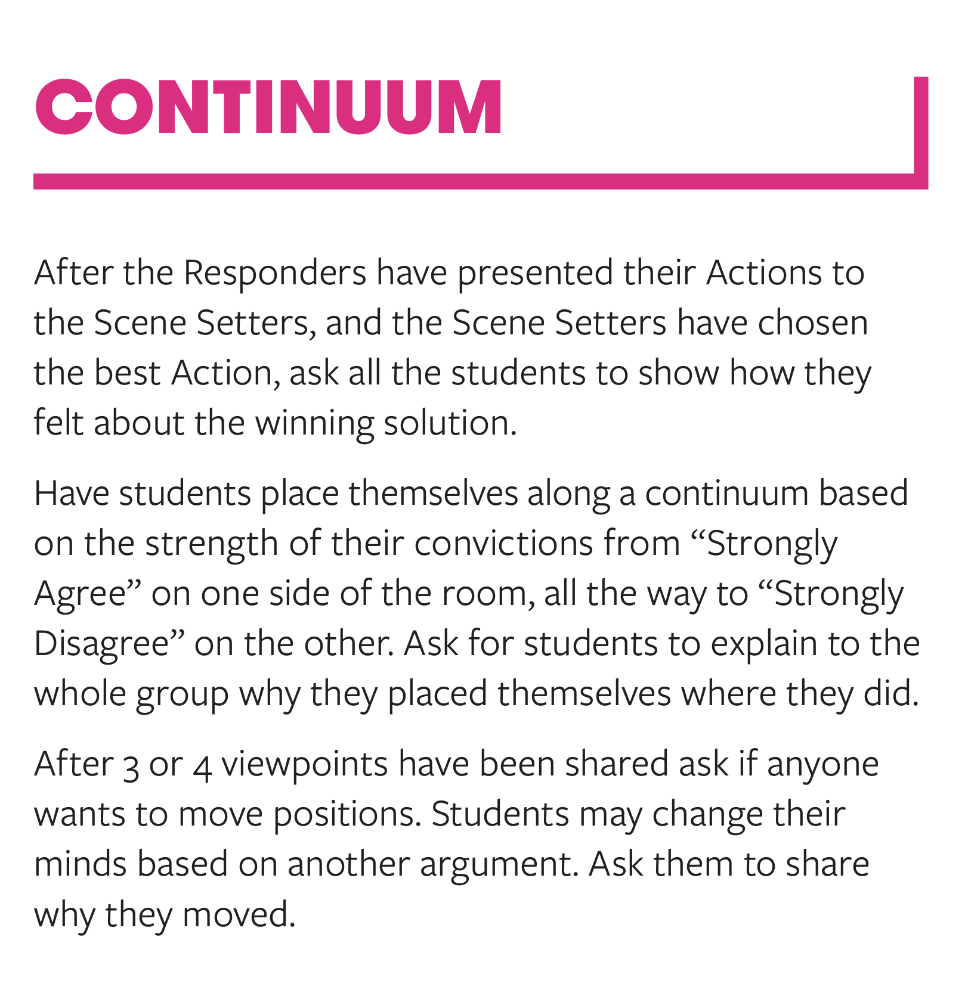 CONTINUUM
After the Responders have presented their Actions to
the Scene Setters, and the Scene Setters have chosen
the best Action, ask all the students to show how they
felt about the winning solution.
Have students place themselves along a continuum based
on the strength of their convictions from “Strongly
Agree” on one side of the room, all the way to “Strongly
Disagree” on the other. Ask for students to explain to the
whole group why they placed themselves where they did.
After 3 or 4 viewpoints have been shared ask if anyone
wants to move positions. Students may change their
minds based on another argument. Ask them to share
why they moved.